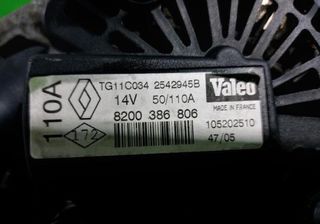 TG11C034 2542945B
14V 50/110A
8200 386 806
110A
172
Valeo
MADE IN FRANCE
105202510
47/05